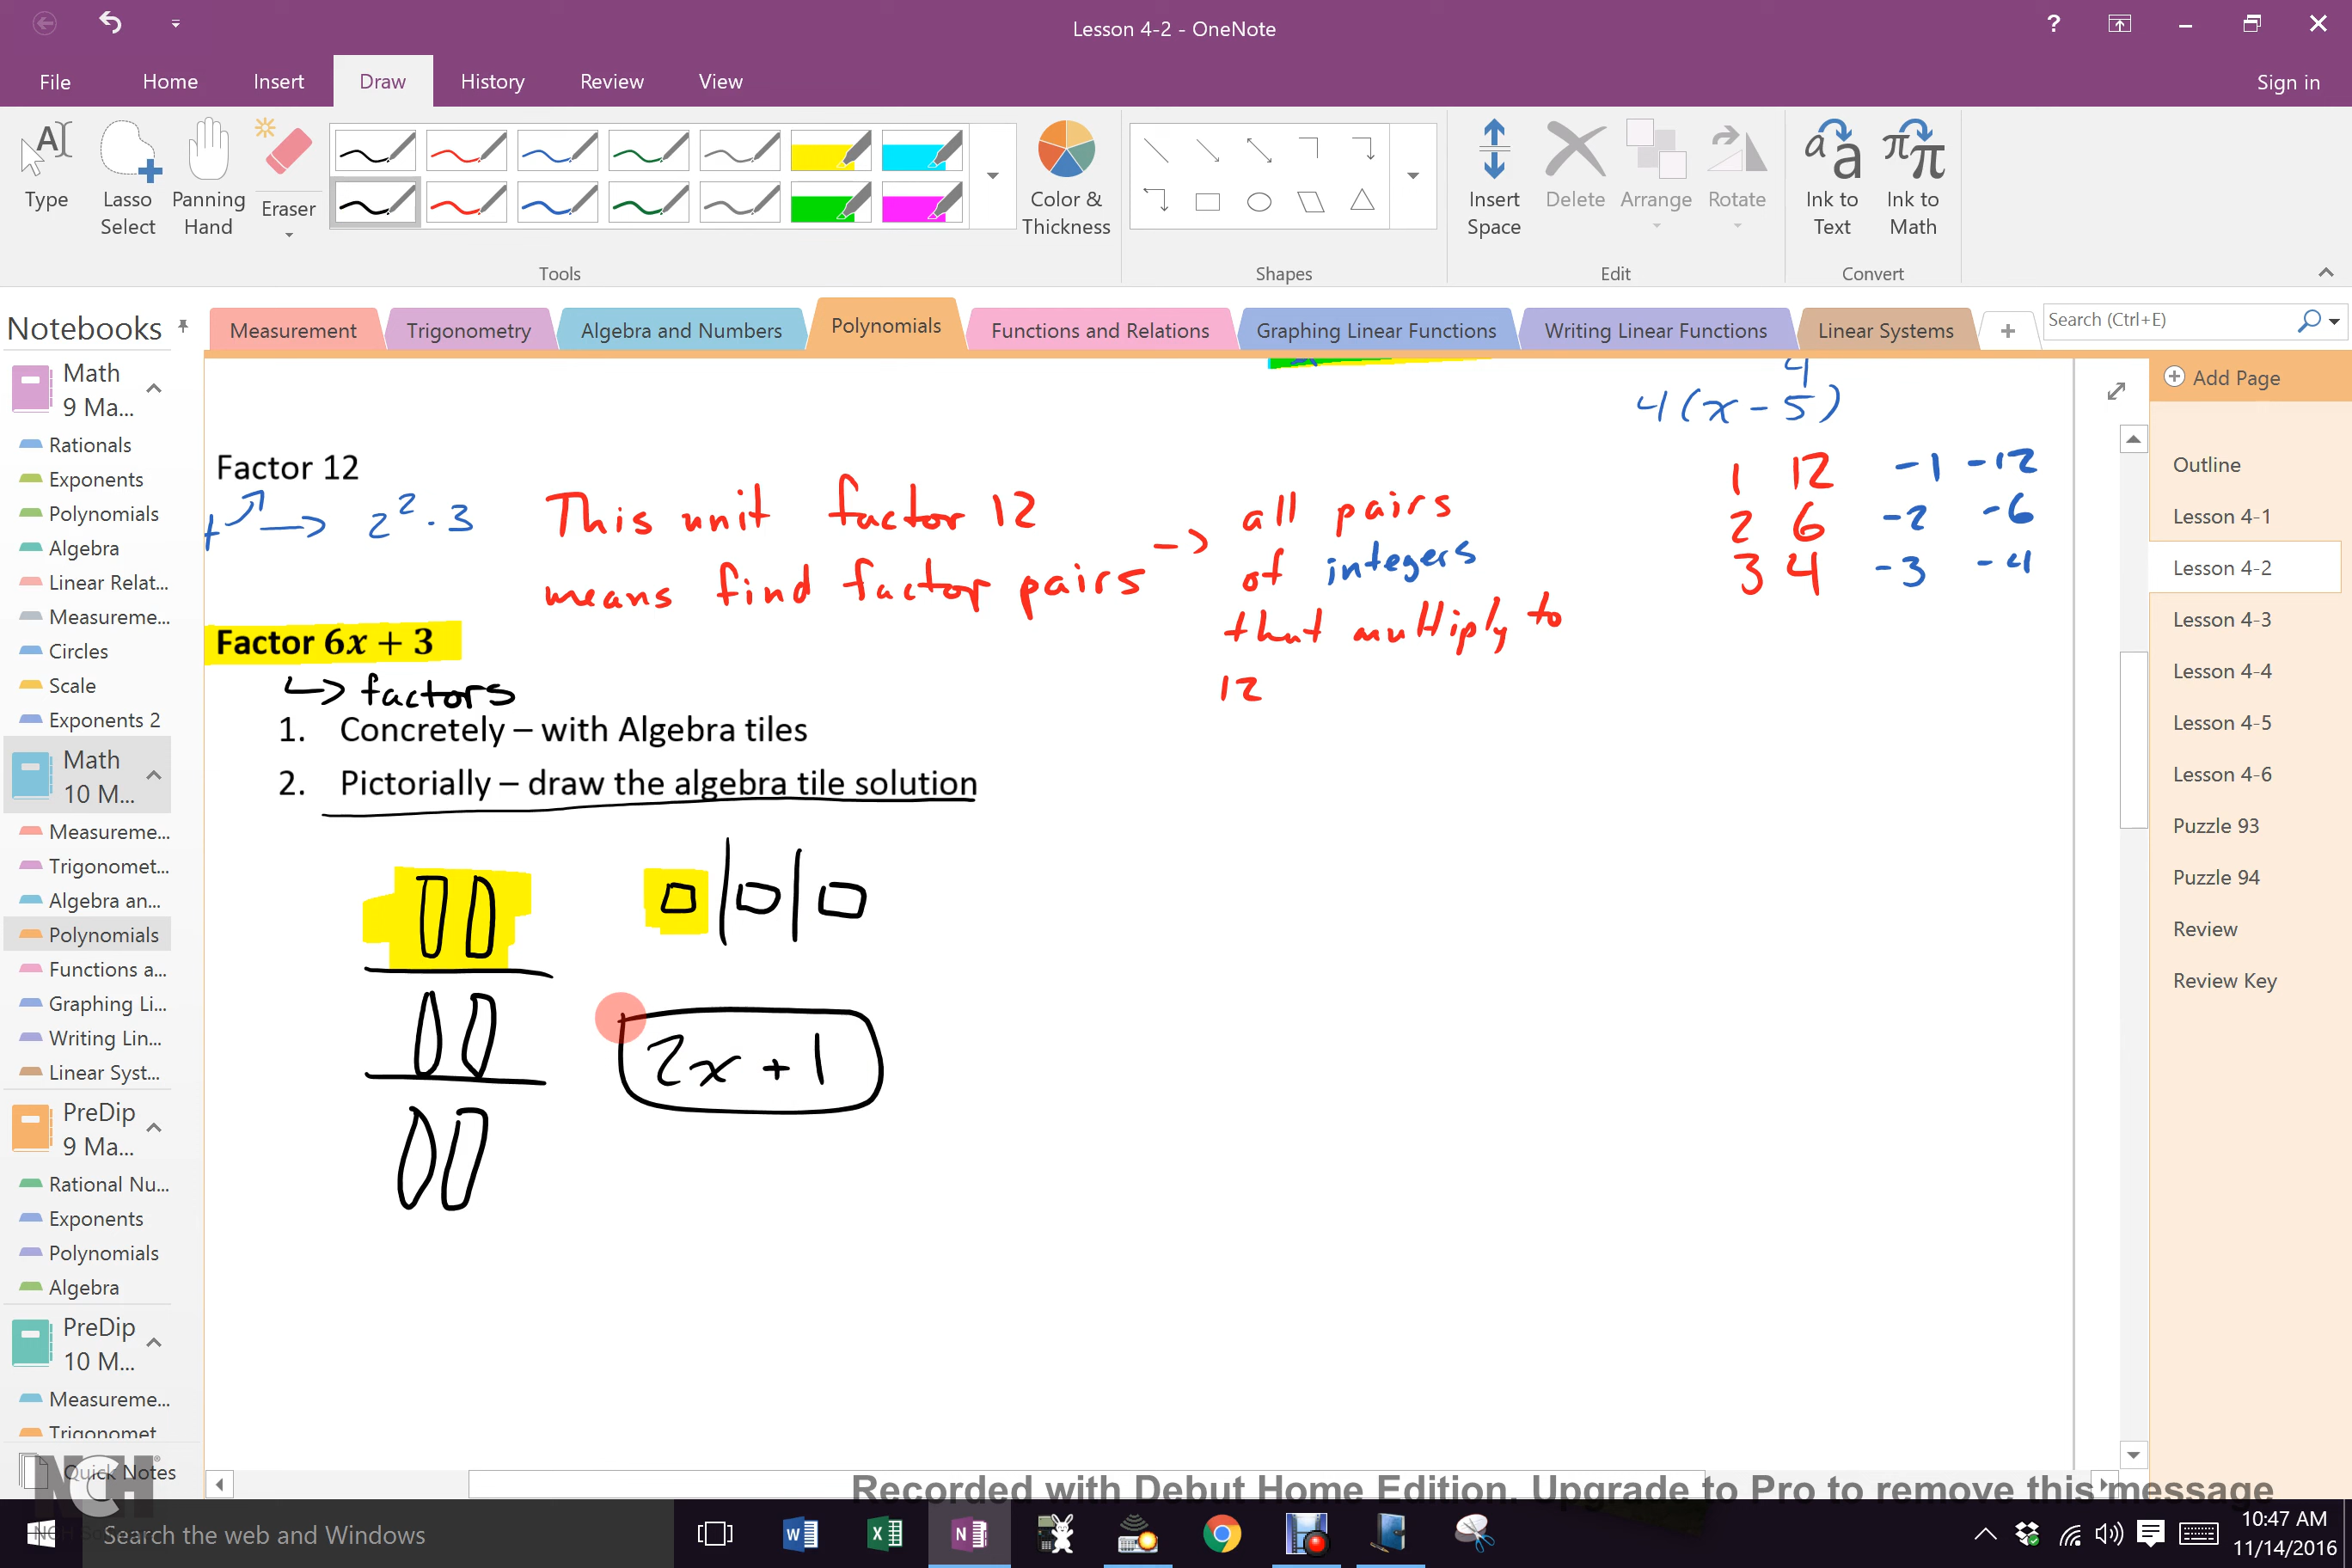 Lesson 4-2 - OneNote
?
File Home Insert Draw History Review View Sign in
Type
Lasso Select
Panning Hand
Eraser
Color & Thickness
Insert Space
Delete
Arrange
Rotate
Ink to Text
Ink to Math
Tools Shapes Edit Convert
Notebooks
Measurement Trigonometry Algebra and Numbers Polynomials Functions and Relations Graphing Linear Functions Writing Linear Functions Linear Systems +
Search (Ctrl+E)
Math
9 Ma...
Rationals
Exponents
Polynomials
Algebra
Linear Relat...
Measureme...
Circles
Scale
Exponents 2
Math
10 M...
Measureme...
Trigonomet...
Algebra an...
Polynomials
Functions a...
Graphing Li...
Writing Lin...
Linear Syst...
PreDip
9 Ma...
Rational Nu...
Exponents
Polynomials
Algebra
PreDip
10 M...
Measureme...
Trigonomet
Quick Notes
4
4(x - 5)
Factor 12
→ 2² · 3
This unit factor 12
means find factor pairs
→ all pairs
of integers
that multiply to
12
1 12 -1 -12
2 6 -2 -6
3 4 -3 -4
Factor 6x + 3
↳ factors
1. Concretely – with Algebra tiles
2. Pictorially – draw the algebra tile solution
2x + 1
Add Page
Outline
Lesson 4-1
Lesson 4-2
Lesson 4-3
Lesson 4-4
Lesson 4-5
Lesson 4-6
Puzzle 93
Puzzle 94
Review
Review Key
NCH
Recorded with Debut Home Edition. Upgrade to Pro to remove this message
Search the web and Windows
10:47 AM
11/14/2016